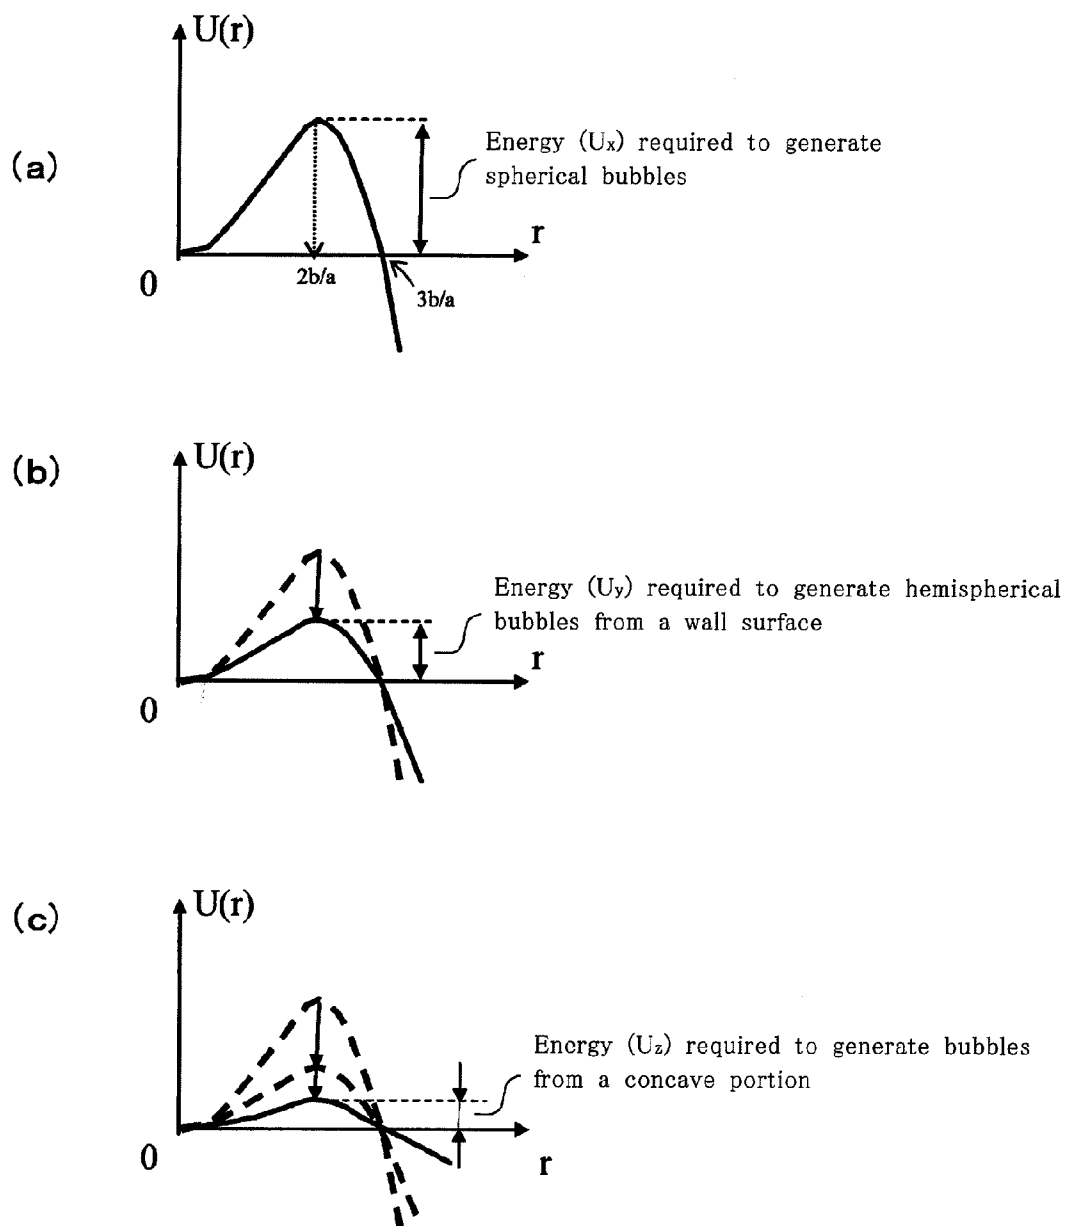 (a)
U(r)
Energy (Ux) required to generate
spherical bubbles
r
0
2b/a
3b/a
(b)
U(r)
Energy (Uy) required to generate hemispherical
bubbles from a wall surface
r
0
(c)
U(r)
Energy (Uz) required to generate bubbles
from a concave portion
0
r